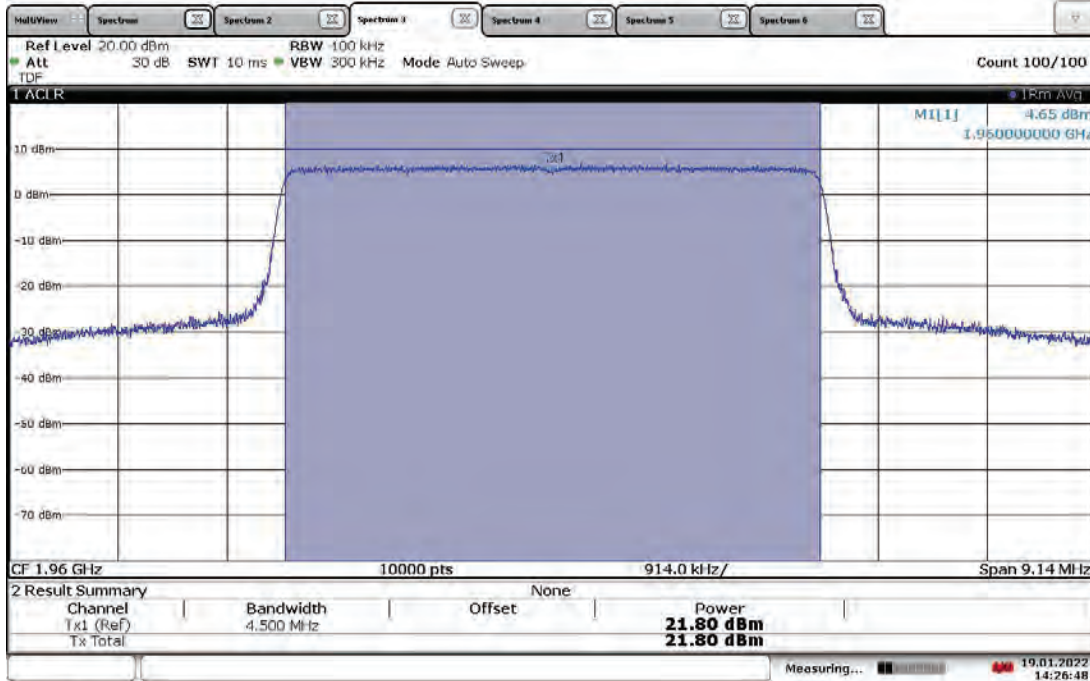 MultiView Spectrum Spectrum 2 Spectrum 3 Spectrum 4 Spectrum 5 Spectrum 6
Ref Level 20.00 dBm RBW 100 kHz
Att 30 dB SWT 10 ms VBW 300 kHz Mode Auto Sweep Count 100/100
TDF
1 ACLR 1Rm Avg
M1[1] 4.65 dBm
1.960000000 GHz
10 dBm
0 dBm
-10 dBm
-20 dBm
-30 dBm
-40 dBm
-50 dBm
-60 dBm
-70 dBm
CF 1.96 GHz 10000 pts 914.0 kHz/ Span 9.14 MHz
2 Result Summary None
Channel Bandwidth Offset Power
Tx1 (Ref) 4.500 MHz 21.80 dBm
Tx Total 21.80 dBm
Measuring... 19.01.2022
14:26:48